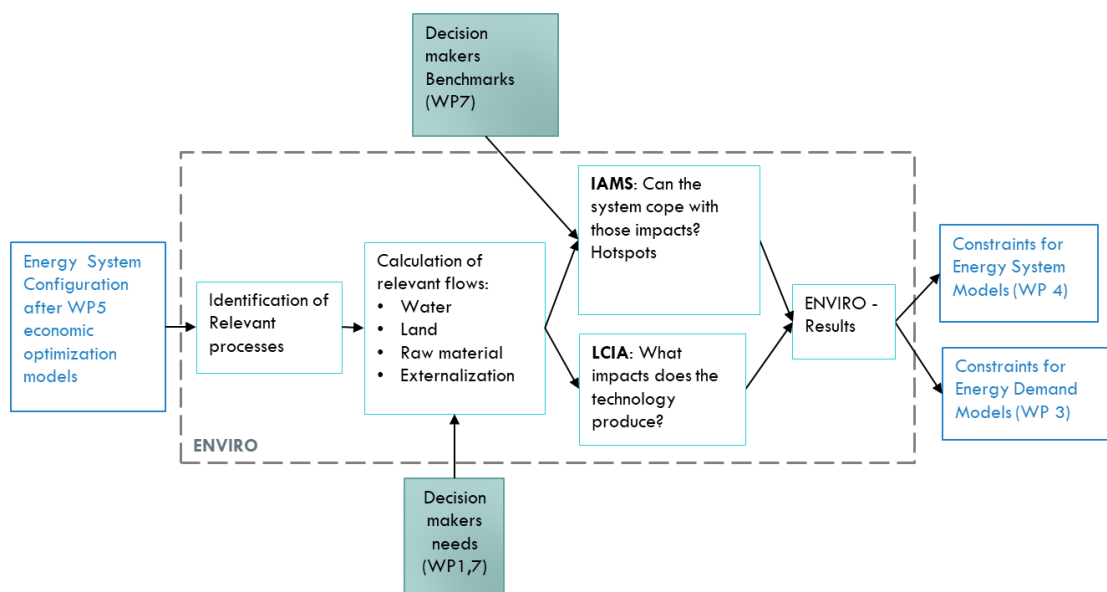 Decision
makers
Benchmarks
(WP7)
IAMS: Can the
system cope with
those impacts?
Hotspots
Energy System
Configuration
after WP5
economic
optimization
models
Identification of
Relevant
processes
Calculation of
relevant flows:
• Water
• Land
• Raw material
• Externalization
LCIA: What
impacts does the
technology
produce?
ENVIRO -
Results
Constraints for
Energy System
Models (WP 4)
Constraints for
Energy Demand
Models (WP 3)
ENVIRO
Decision
makers
needs
(WP1,7)